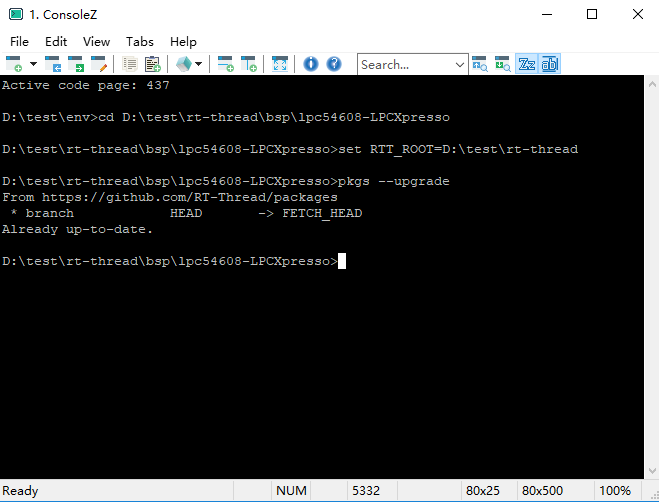 1. ConsoleZ
File Edit View Tabs Help
Search...
Active code page: 437
D:\test\env>cd D:\test\rt-thread\bsp\lpc54608-LPCXpresso
D:\test\rt-thread\bsp\lpc54608-LPCXpresso>set RTT_ROOT=D:\test\rt-thread
D:\test\rt-thread\bsp\lpc54608-LPCXpresso>pkgs --upgrade
From https://github.com/RT-Thread/packages
 * branch            HEAD       -> FETCH_HEAD
Already up-to-date.
D:\test\rt-thread\bsp\lpc54608-LPCXpresso>
Ready NUM 5332 80x25 80x500 100%